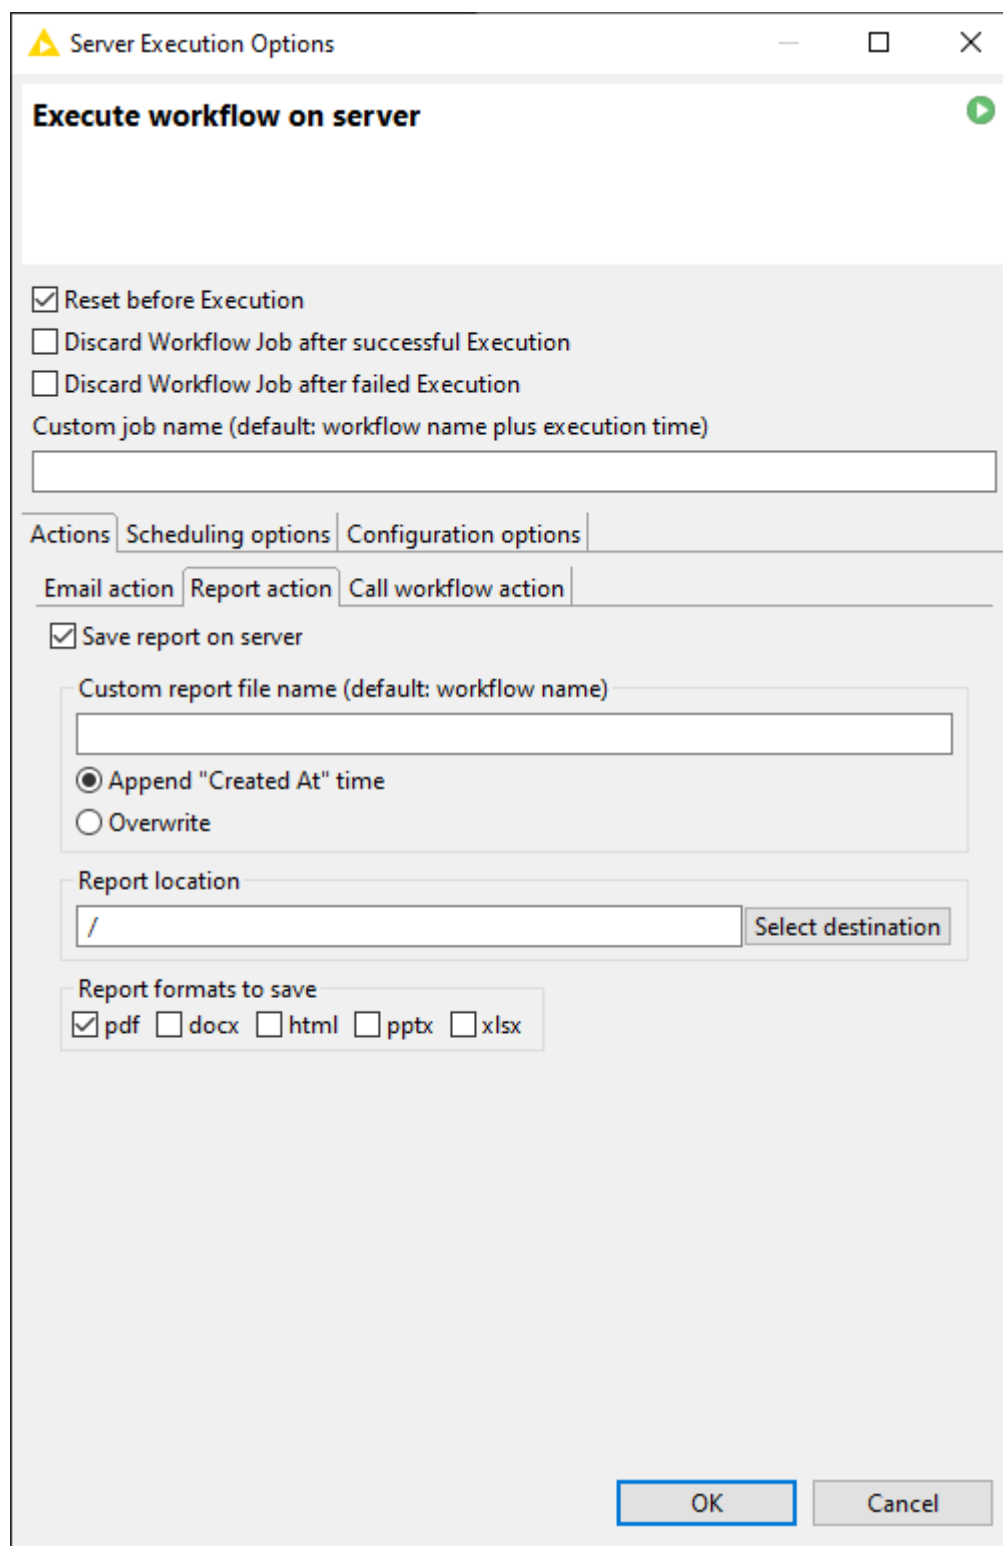 Server Execution Options
Execute workflow on server
Reset before Execution
Discard Workflow Job after successful Execution
Discard Workflow Job after failed Execution
Custom job name (default: workflow name plus execution time)
Actions Scheduling options Configuration options
Email action Report action Call workflow action
Save report on server
Custom report file name (default: workflow name)
Append "Created At" time
Overwrite
Report location
/ Select destination
Report formats to save
pdf docx html pptx xlsx
OK Cancel